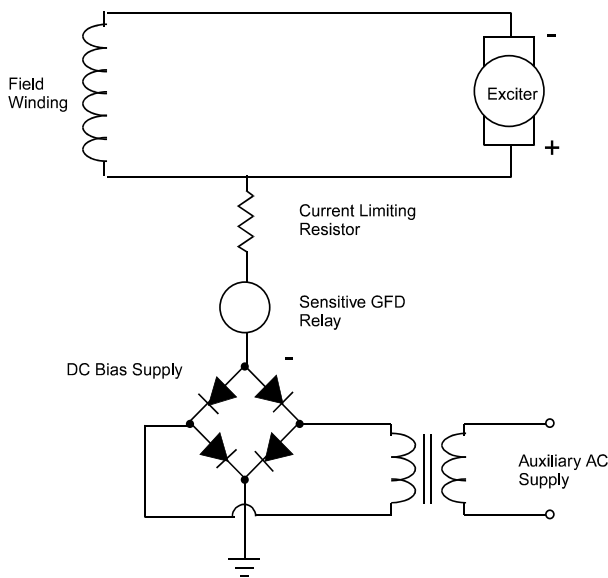 -
Field
Winding
Exciter
+
Current Limiting
Resistor
Sensitive GFD
Relay
-
DC Bias Supply
Auxiliary AC
Supply